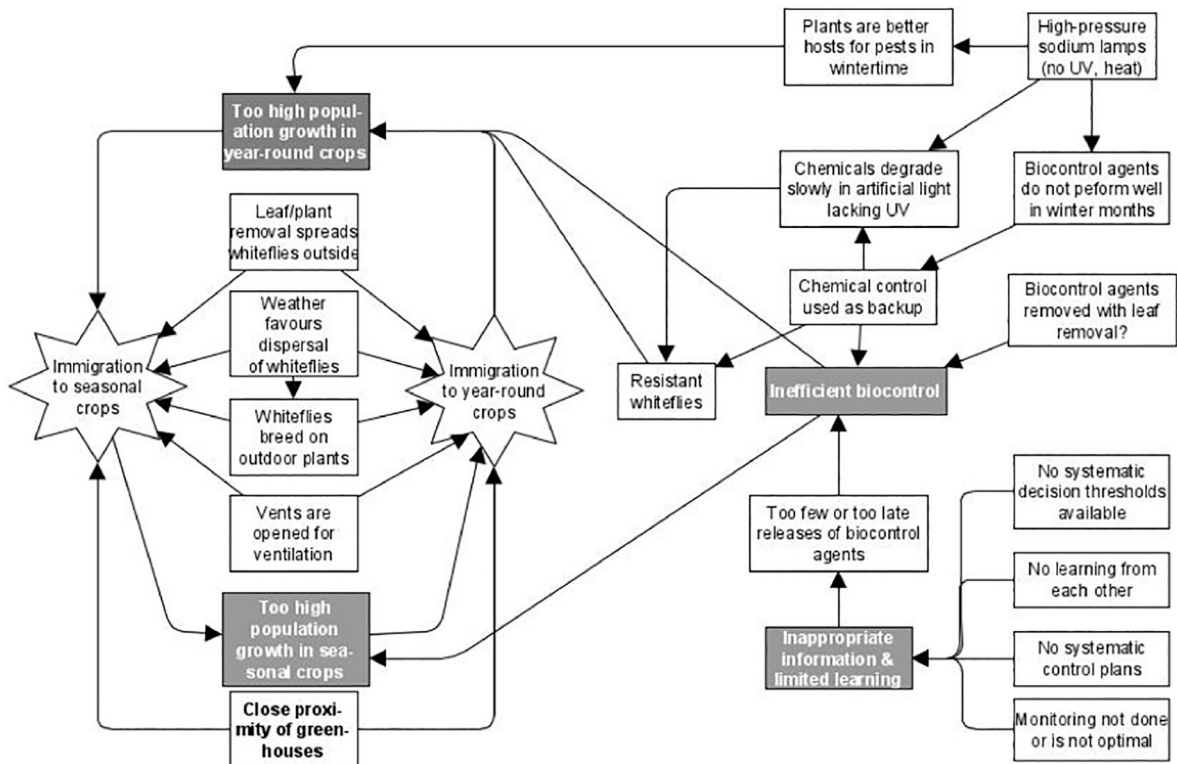 Plants are better
hosts for pests in
wintertime
High-pressure
sodium lamps
(no UV, heat)
Too high popul-
ation growth in
year-round crops
Chemicals degrade
slowly in artificial light
lacking UV
Biocontrol agents
do not peform well
in winter months
Leaf/plant
removal spreads
whiteflies outside
Chemical control
used as backup
Biocontrol agents
removed with leaf
removal?
Weather
favours
dispersal
of whiteflies
Immigration
to seasonal
crops
Immigration
to year-round
crops
Resistant
whiteflies
Inefficient biocontrol
Whiteflies
breed on
outdoor plants
Vents are
opened for
ventilation
Too few or too late
releases of biocontrol
agents
No systematic
decision thresholds
available
No learning from
each other
Too high
population
growth in sea-
sonal crops
Inappropriate
information &
limited learning
No systematic
control plans
Close proxi-
mity of green-
houses
Monitoring not done
or is not optimal